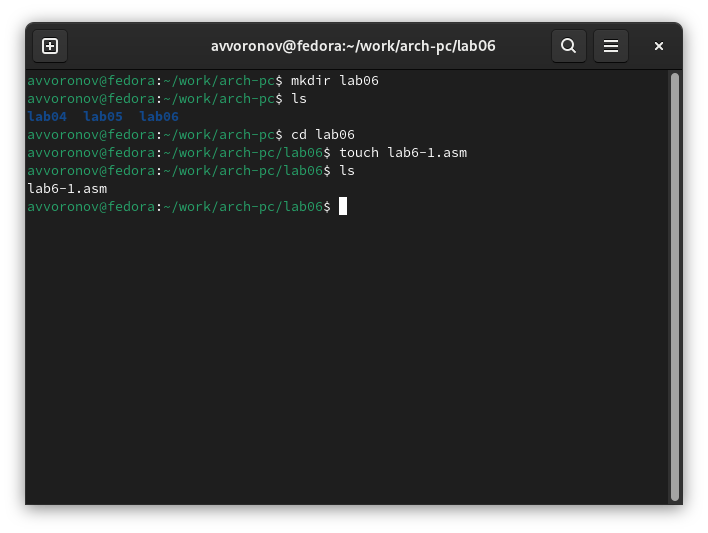 avvoronov@fedora:~/work/arch-pc/lab06
avvoronov@fedora:~/work/arch-pc$ mkdir lab06
avvoronov@fedora:~/work/arch-pc$ ls
lab04  lab05  lab06
avvoronov@fedora:~/work/arch-pc$ cd lab06
avvoronov@fedora:~/work/arch-pc/lab06$ touch lab6-1.asm
avvoronov@fedora:~/work/arch-pc/lab06$ ls
lab6-1.asm
avvoronov@fedora:~/work/arch-pc/lab06$